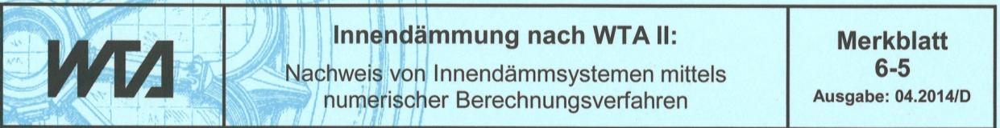 WTA
Innendämmung nach WTA II:
Nachweis von Innendämmsystemen mittels
numerischer Berechnungsverfahren
Merkblatt
6-5
Ausgabe: 04.2014/D